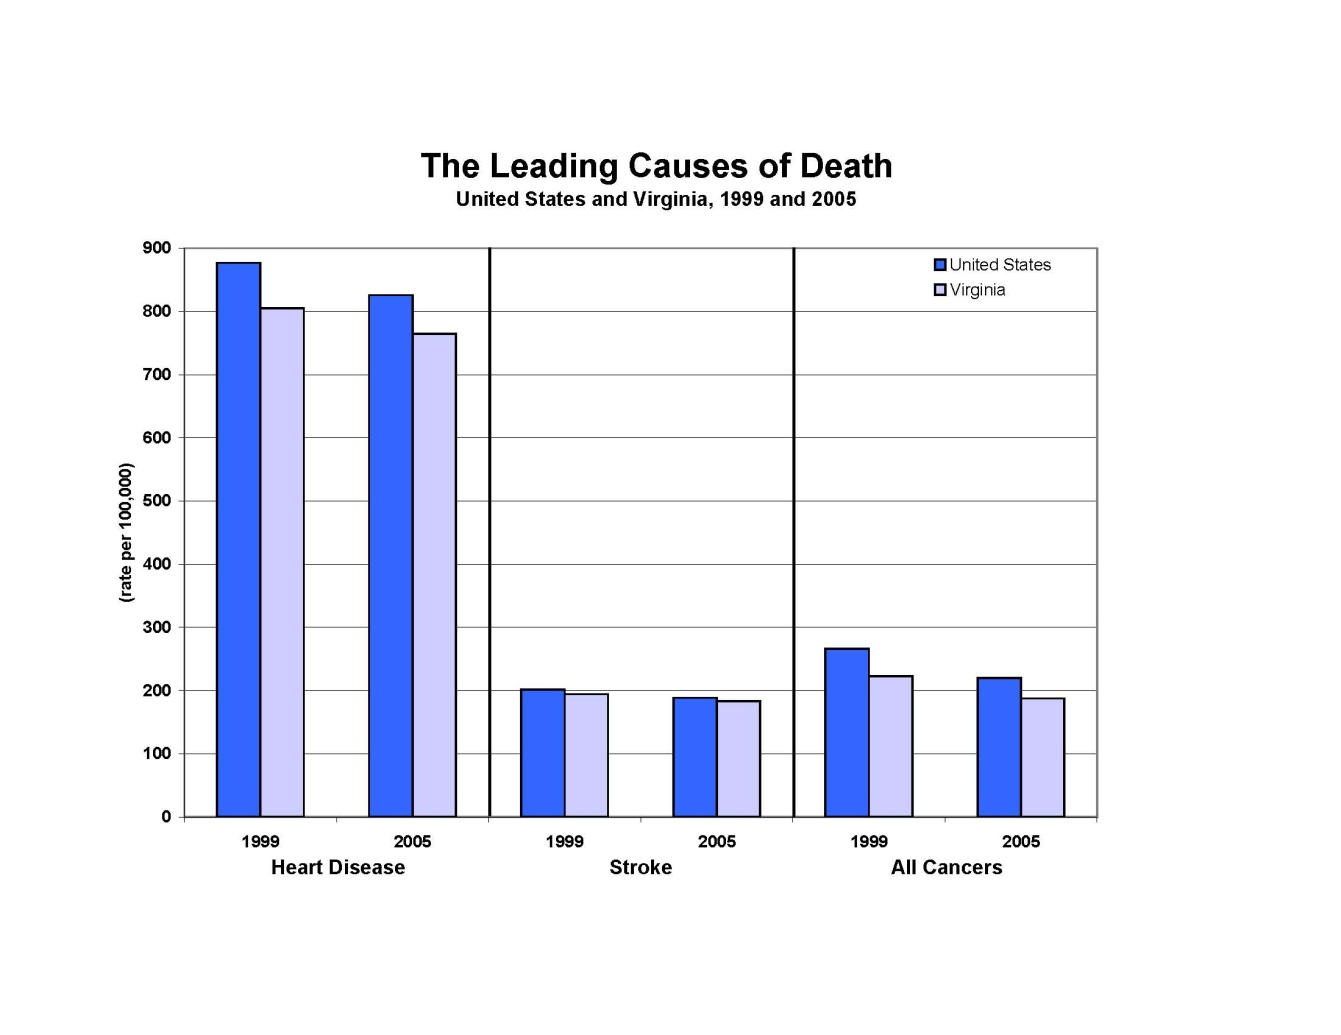 The Leading Causes of Death
United States and Virginia, 1999 and 2005
900
800
700
600
500
400
300
200
100
0
(rate per 100,000)
United States
Virginia
1999 2005 1999 2005 1999 2005
Heart Disease Stroke All Cancers